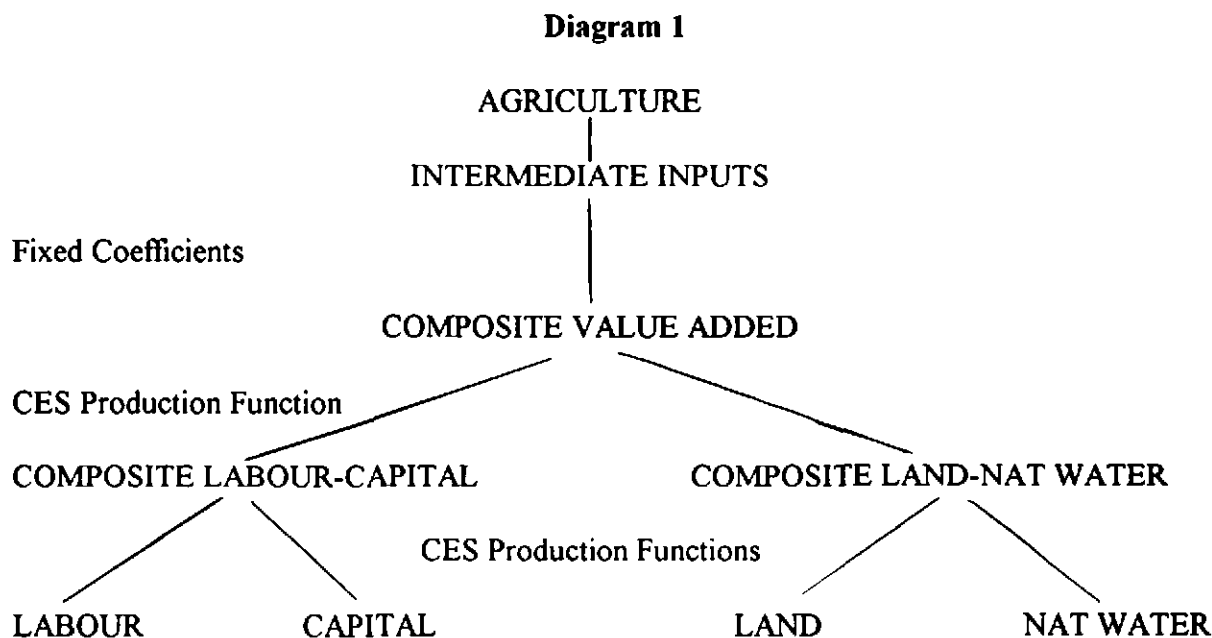 Diagram 1
AGRICULTURE
INTERMEDIATE INPUTS
Fixed Coefficients
COMPOSITE VALUE ADDED
CES Production Function
COMPOSITE LABOUR-CAPITAL COMPOSITE LAND-NAT WATER
CES Production Functions
LABOUR CAPITAL LAND NAT WATER